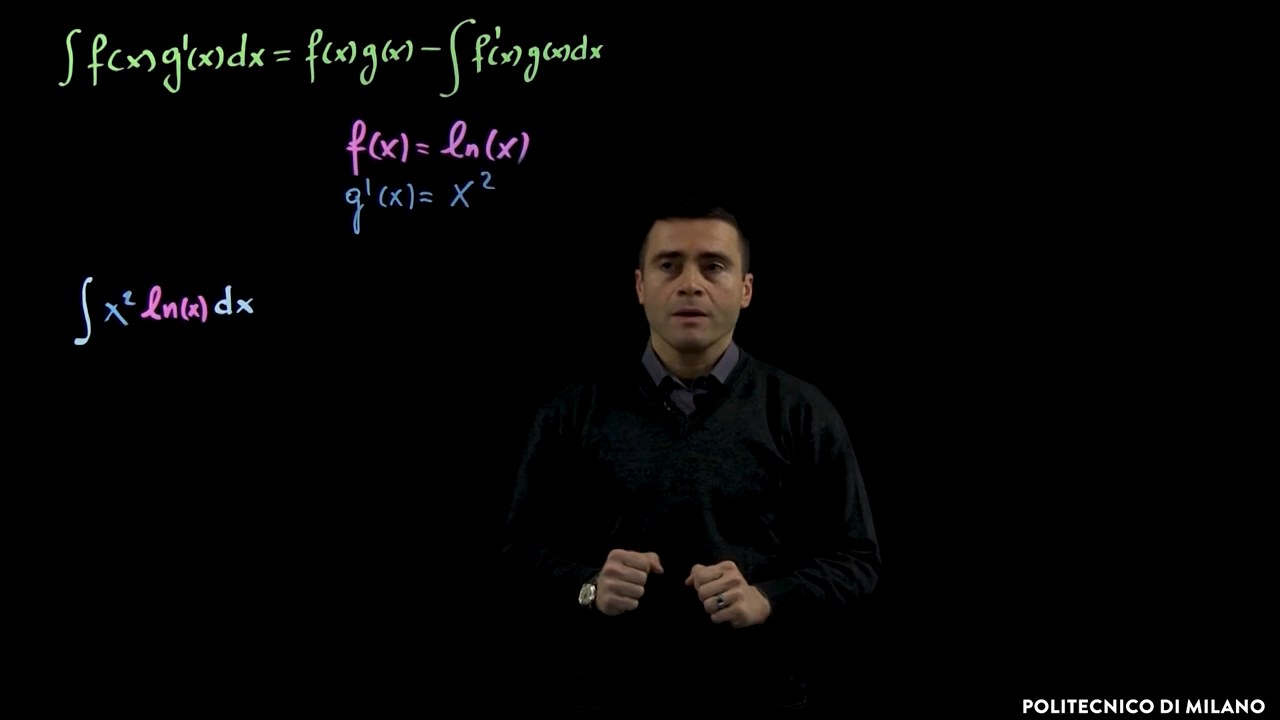 ∫ f(x) g'(x) dx = f(x) g(x) − ∫ f'(x) g(x) dx
f(x) = ln(x)
g'(x) = x²
∫ x² ln(x) dx
POLITECNICO DI MILANO